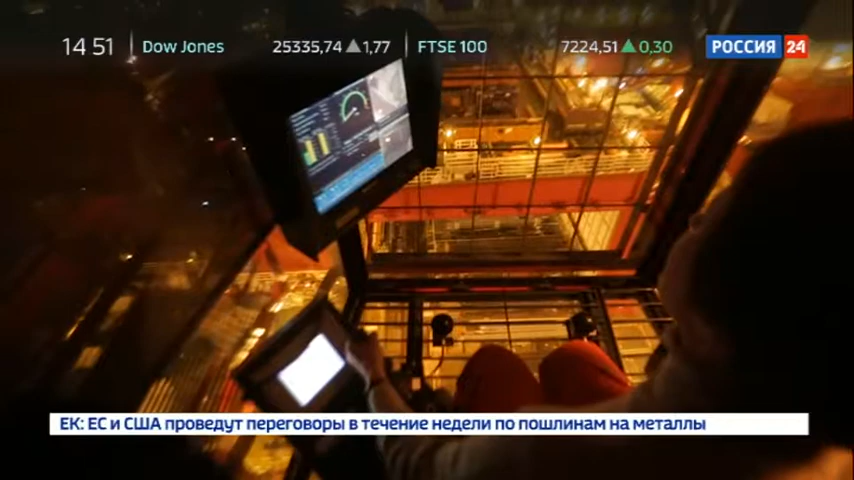 14 51 Dow Jones 25335,74 ▲ 1,77 FTSE 100 7224,51 ▲ 0,30 РОССИЯ 24
ЕК: ЕС и США проведут переговоры в течение недели по пошлинам на металлы